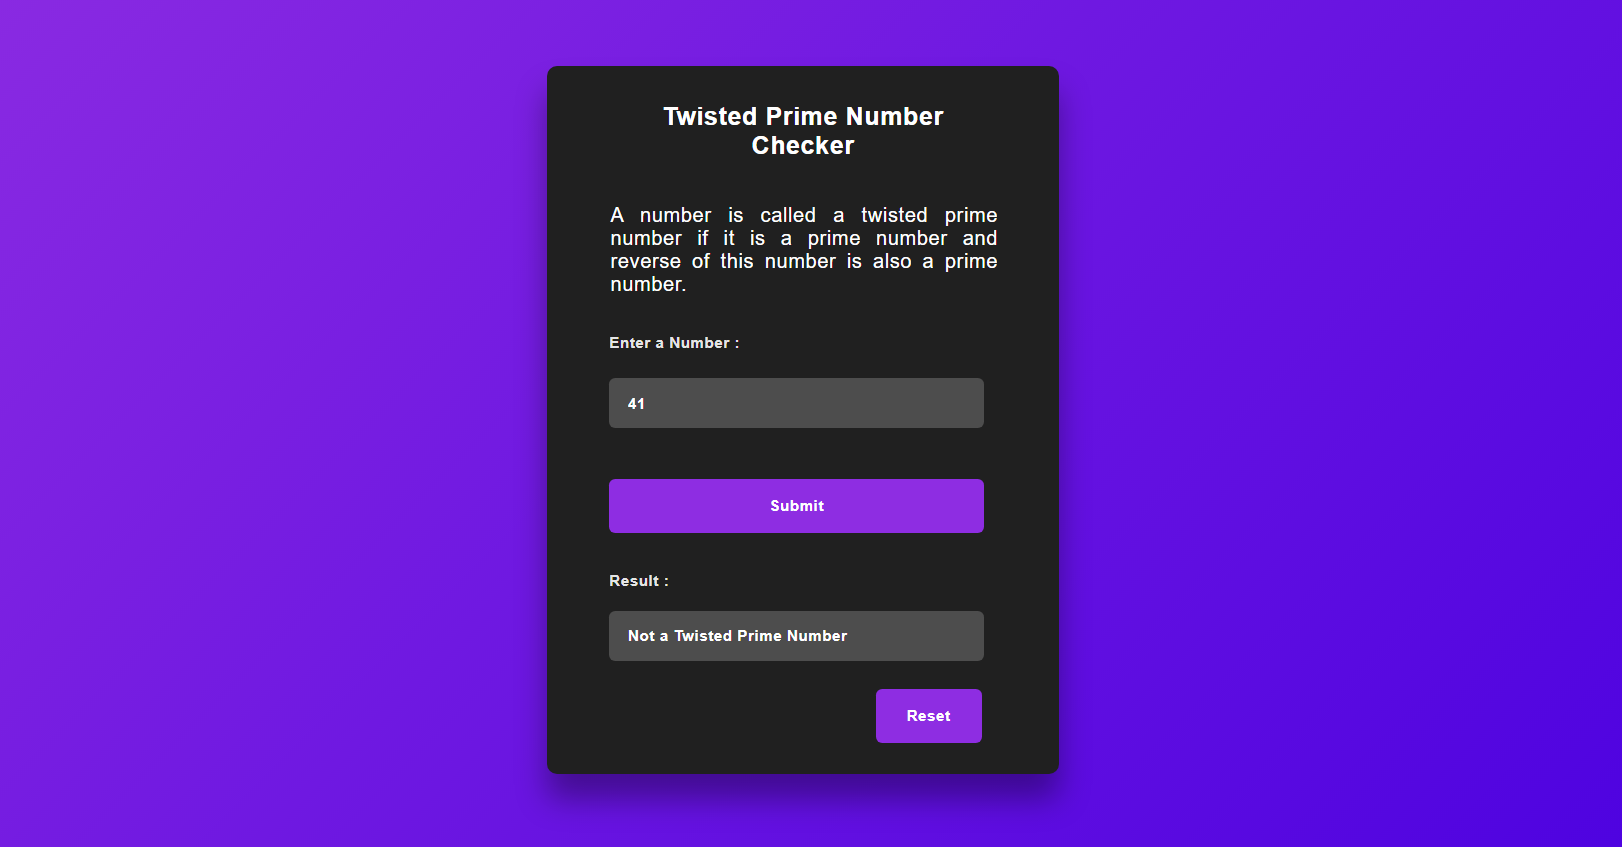 Twisted Prime Number
Checker
A number is called a twisted prime
number if it is a prime number and
reverse of this number is also a prime
number.
Enter a Number :
41
Submit
Result :
Not a Twisted Prime Number
Reset